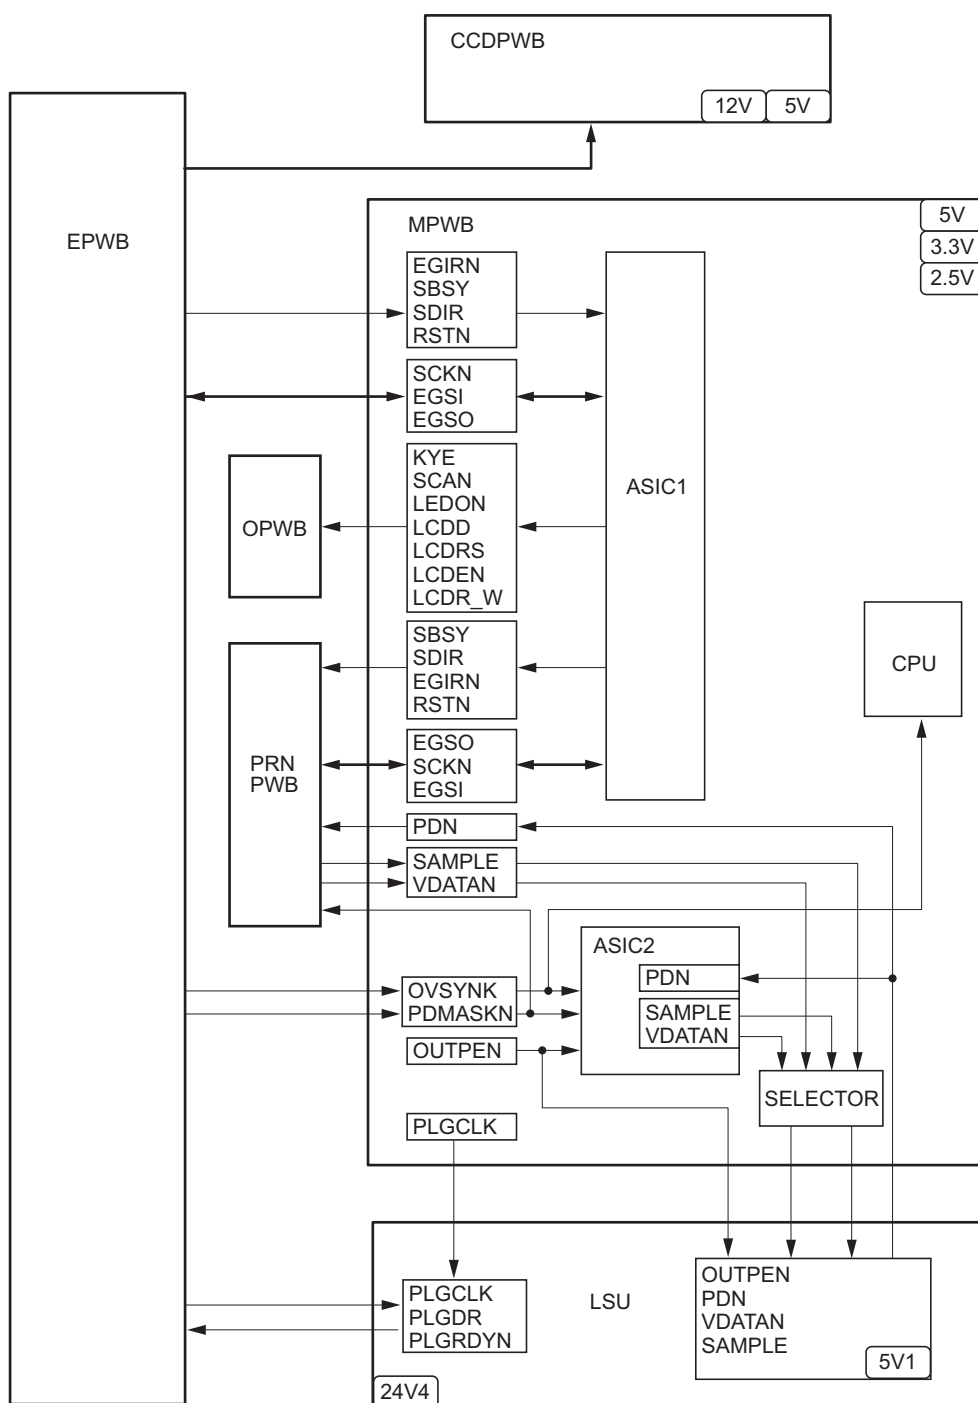 CCDPWB
12V 5V
EPWB
MPWB
5V
3.3V
2.5V
EGIRN
SBSY
SDIR
RSTN
SCKN
EGSI
EGSO
KYE
SCAN
LEDON
LCDD
LCDRS
LCDEN
LCDR_W
OPWB
ASIC1
CPU
SBSY
SDIR
EGIRN
RSTN
PRN
PWB
EGSO
SCKN
EGSI
PDN
SAMPLE
VDATAN
ASIC2
PDN
SAMPLE
VDATAN
OVSYNK
PDMASKN
OUTPEN
SELECTOR
PLGCLK
PLGCLK
PLGDR
PLGRDYN
LSU
OUTPEN
PDN
VDATAN
SAMPLE
5V1
24V4